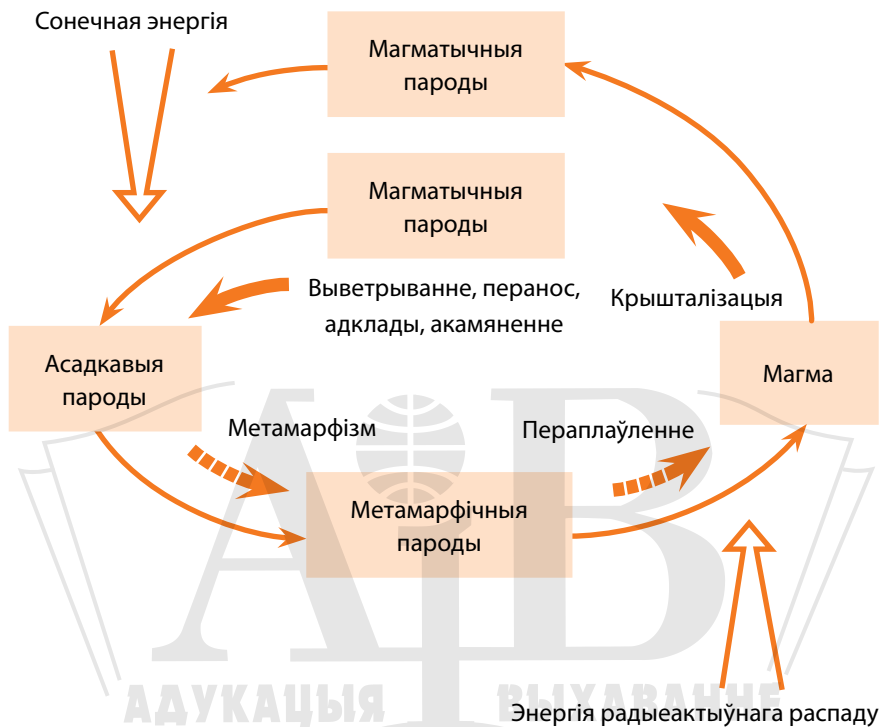 Сонечная энергія
Магматычныя
пароды
Магматычныя
пароды
Выветрыванне, перанос,
адклады, акамяненне
Крышталізацыя
Асадкавыя
пароды
Магма
Метамарфізм
Пераплаўленне
Метамарфічныя
пароды
АДУКАЦЫЯ
ВЫХАВАННЕ
Энергія радыеактыўнага распаду